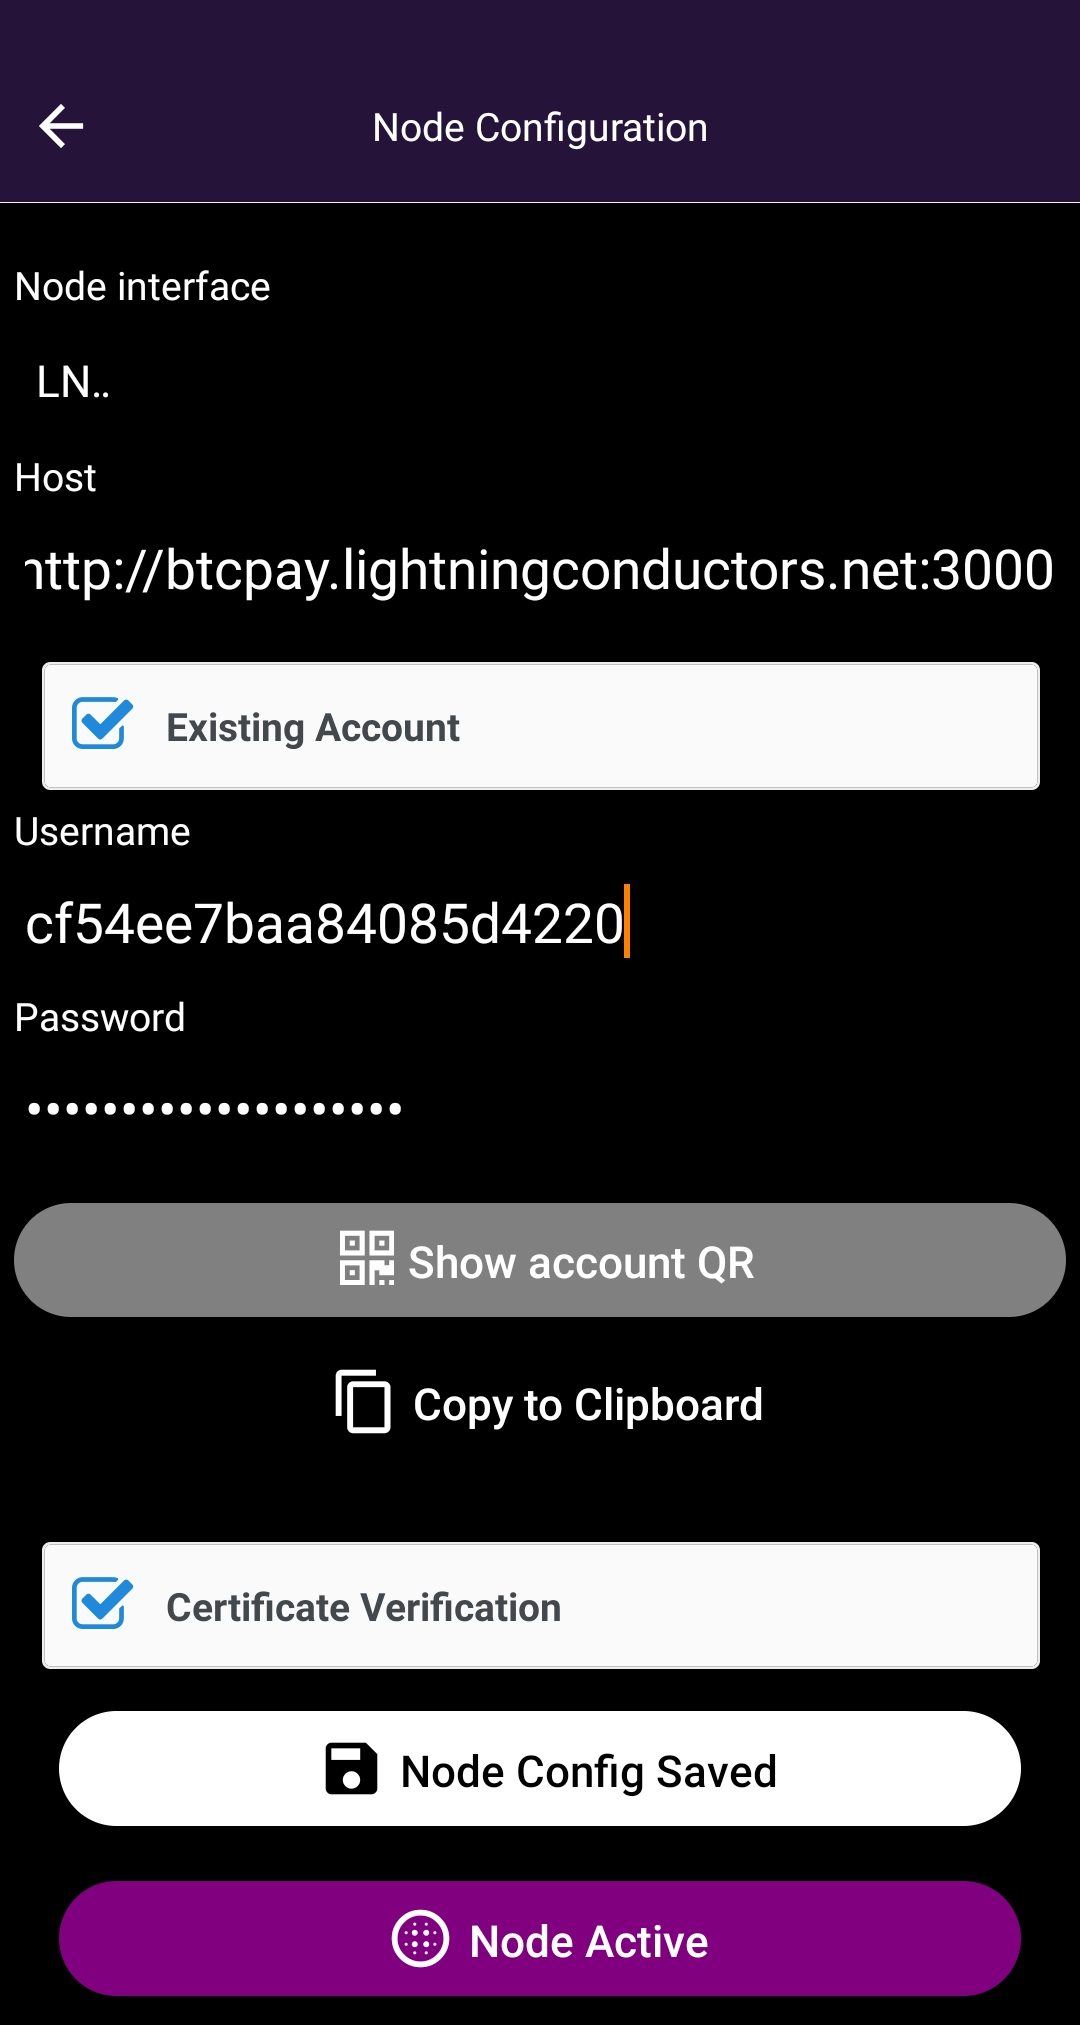 Node Configuration
Node interface
LN..
Host
http://btcpay.lightningconductors.net:3000
Existing Account
Username
cf54ee7baa84085d4220
Password
••••••••••••••••••••
Show account QR
Copy to Clipboard
Certificate Verification
Node Config Saved
Node Active